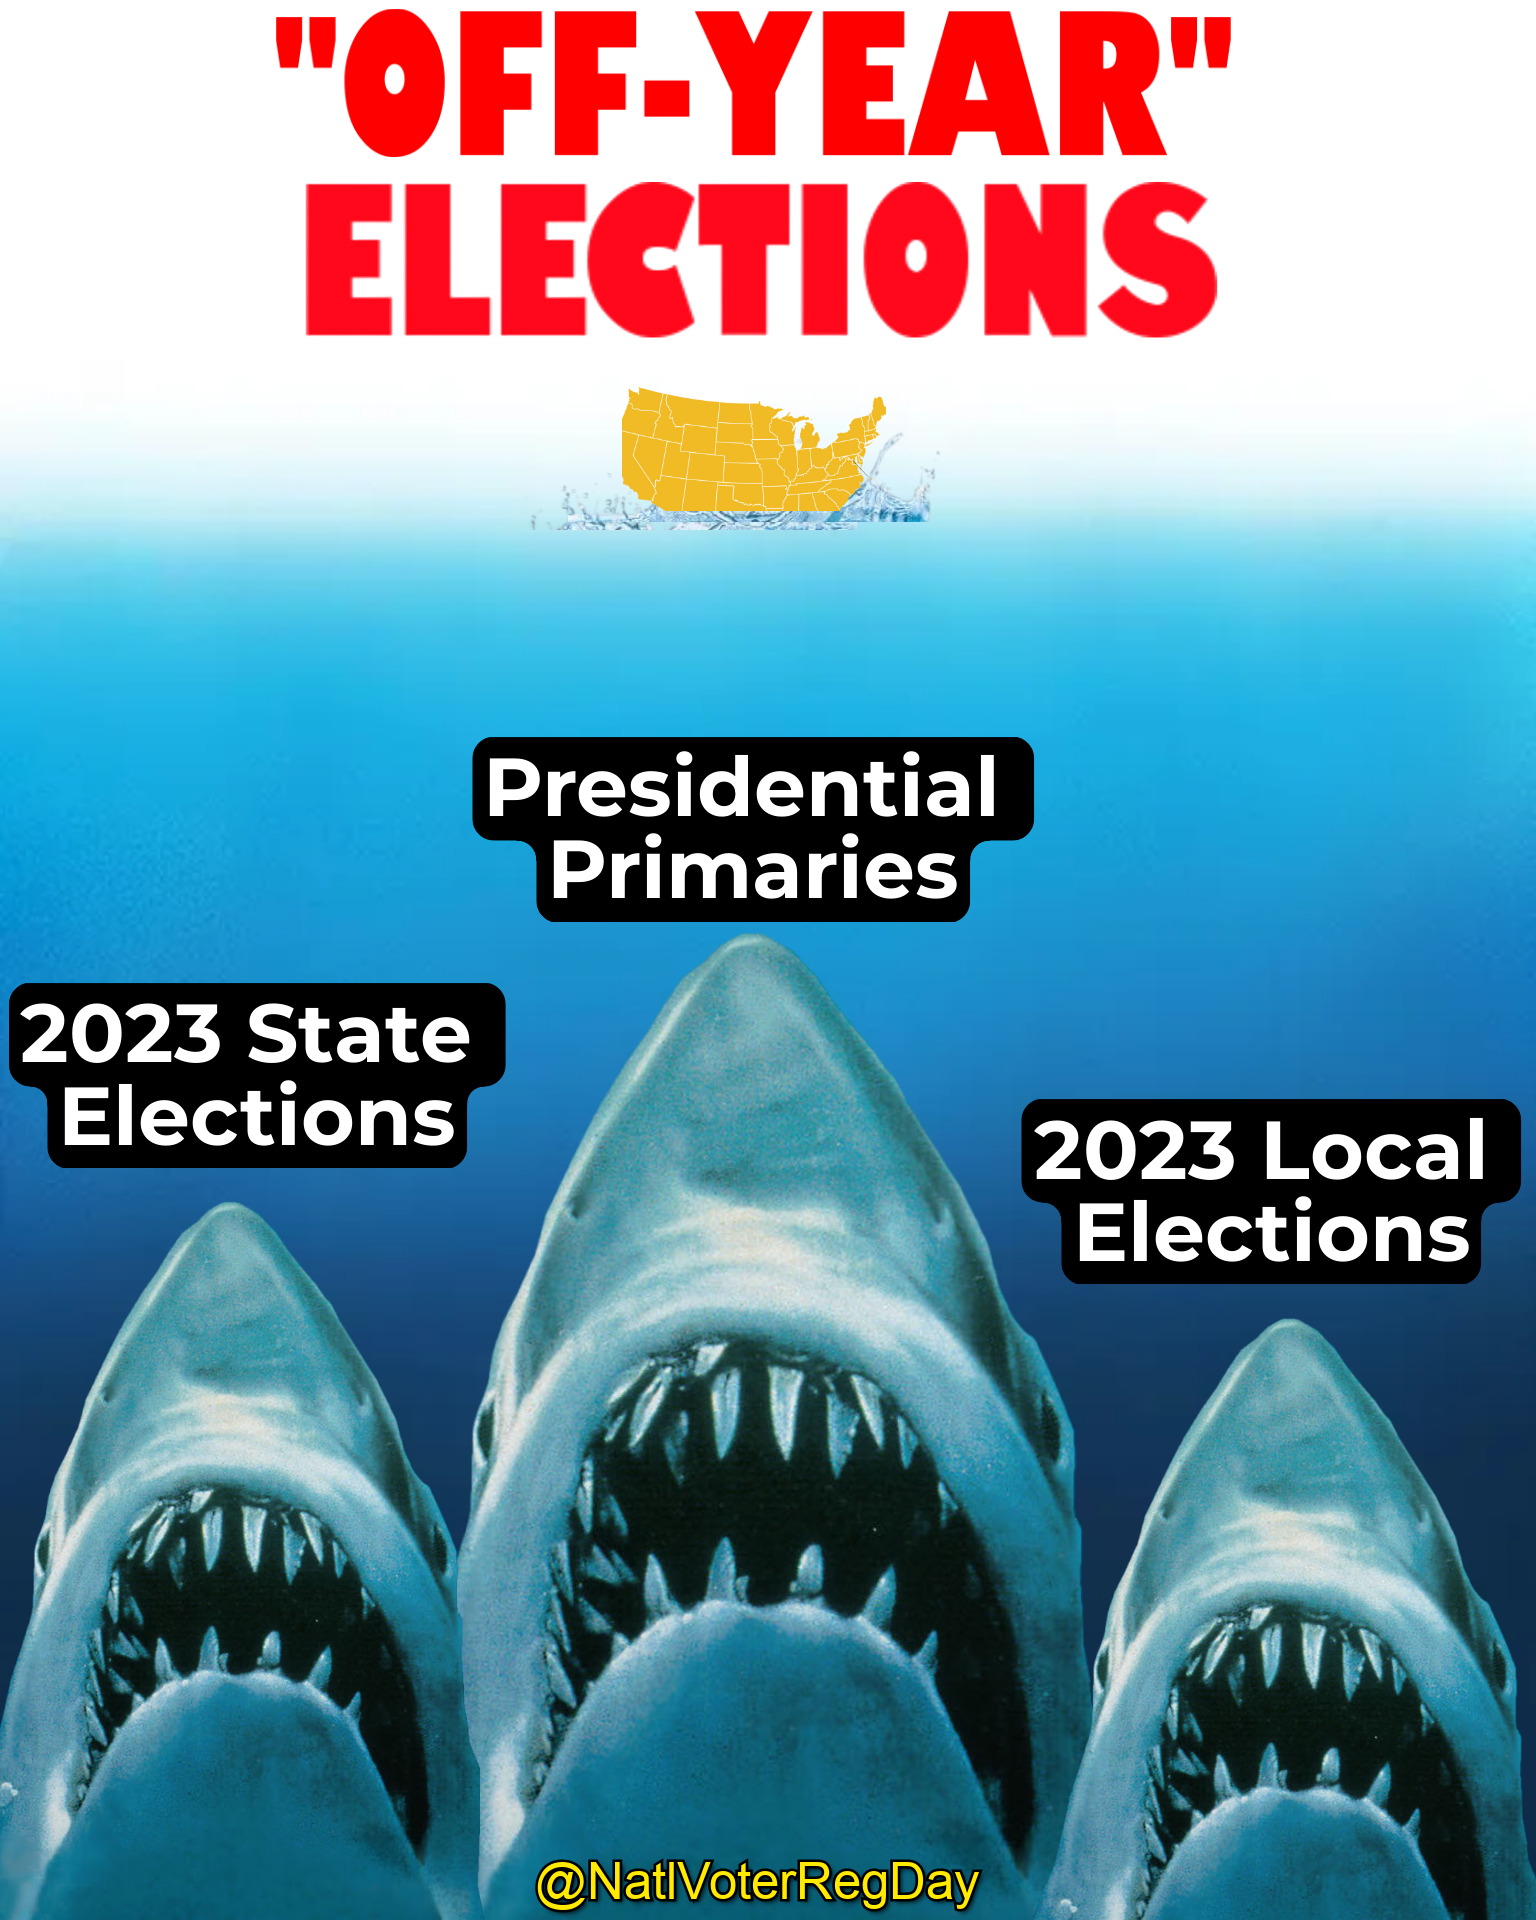 "OFF-YEAR"
ELECTIONS
Presidential
Primaries
2023 State
Elections
2023 Local
Elections
@NatlVoterRegDay